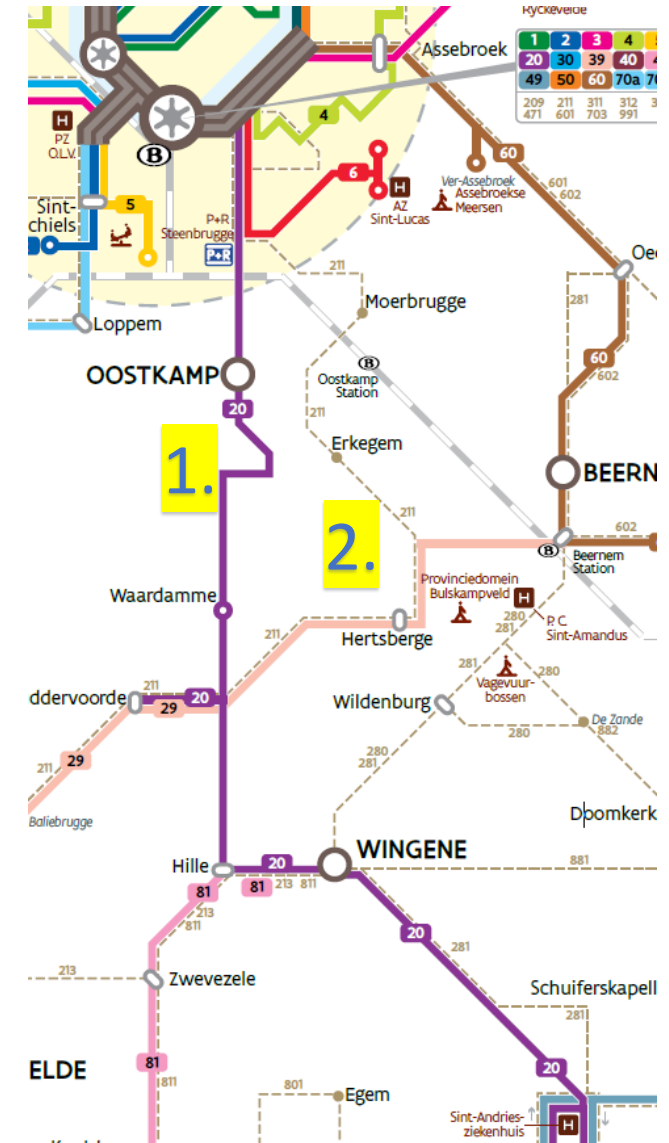 Ryckevelde
Assebroek
1 2 3 4
20 30 39 40
49 50 60 70a
209 211 311 312
471 601 703 991
4
H
PZ
O.L.V.
B
6
H
AZ
Sint-Lucas
60
Ver-Assebroek
Assebroekse
Meersen
601
602
Sint-
chiels
5
P+R
Steenbrugge
P+R
211
281
Moerbrugge
Loppem
60
602
OOSTKAMP
B
Oostkamp
Station
20
211
1.
Erkegem
BEERN
211
2.
602
B
Beernem
Station
Provinciedomein
Bulskampveld
H
Waardamme
280
281
P.C.
Sint-Amandus
211
Hertsberge
281
280
Vagevuur-
bossen
ddervoorde
211
20
29
Wildenburg
280
De Zande
882
29
211
280
281
Baliebrugge
Doomkerk
WINGENE
Hille
20
881
81
213
811
81
213
811
20
281
213
Zwevezele
Schuiferskapell
281
ELDE
81
811
20
801
Egem
Sint-Andries-
ziekenhuis
H